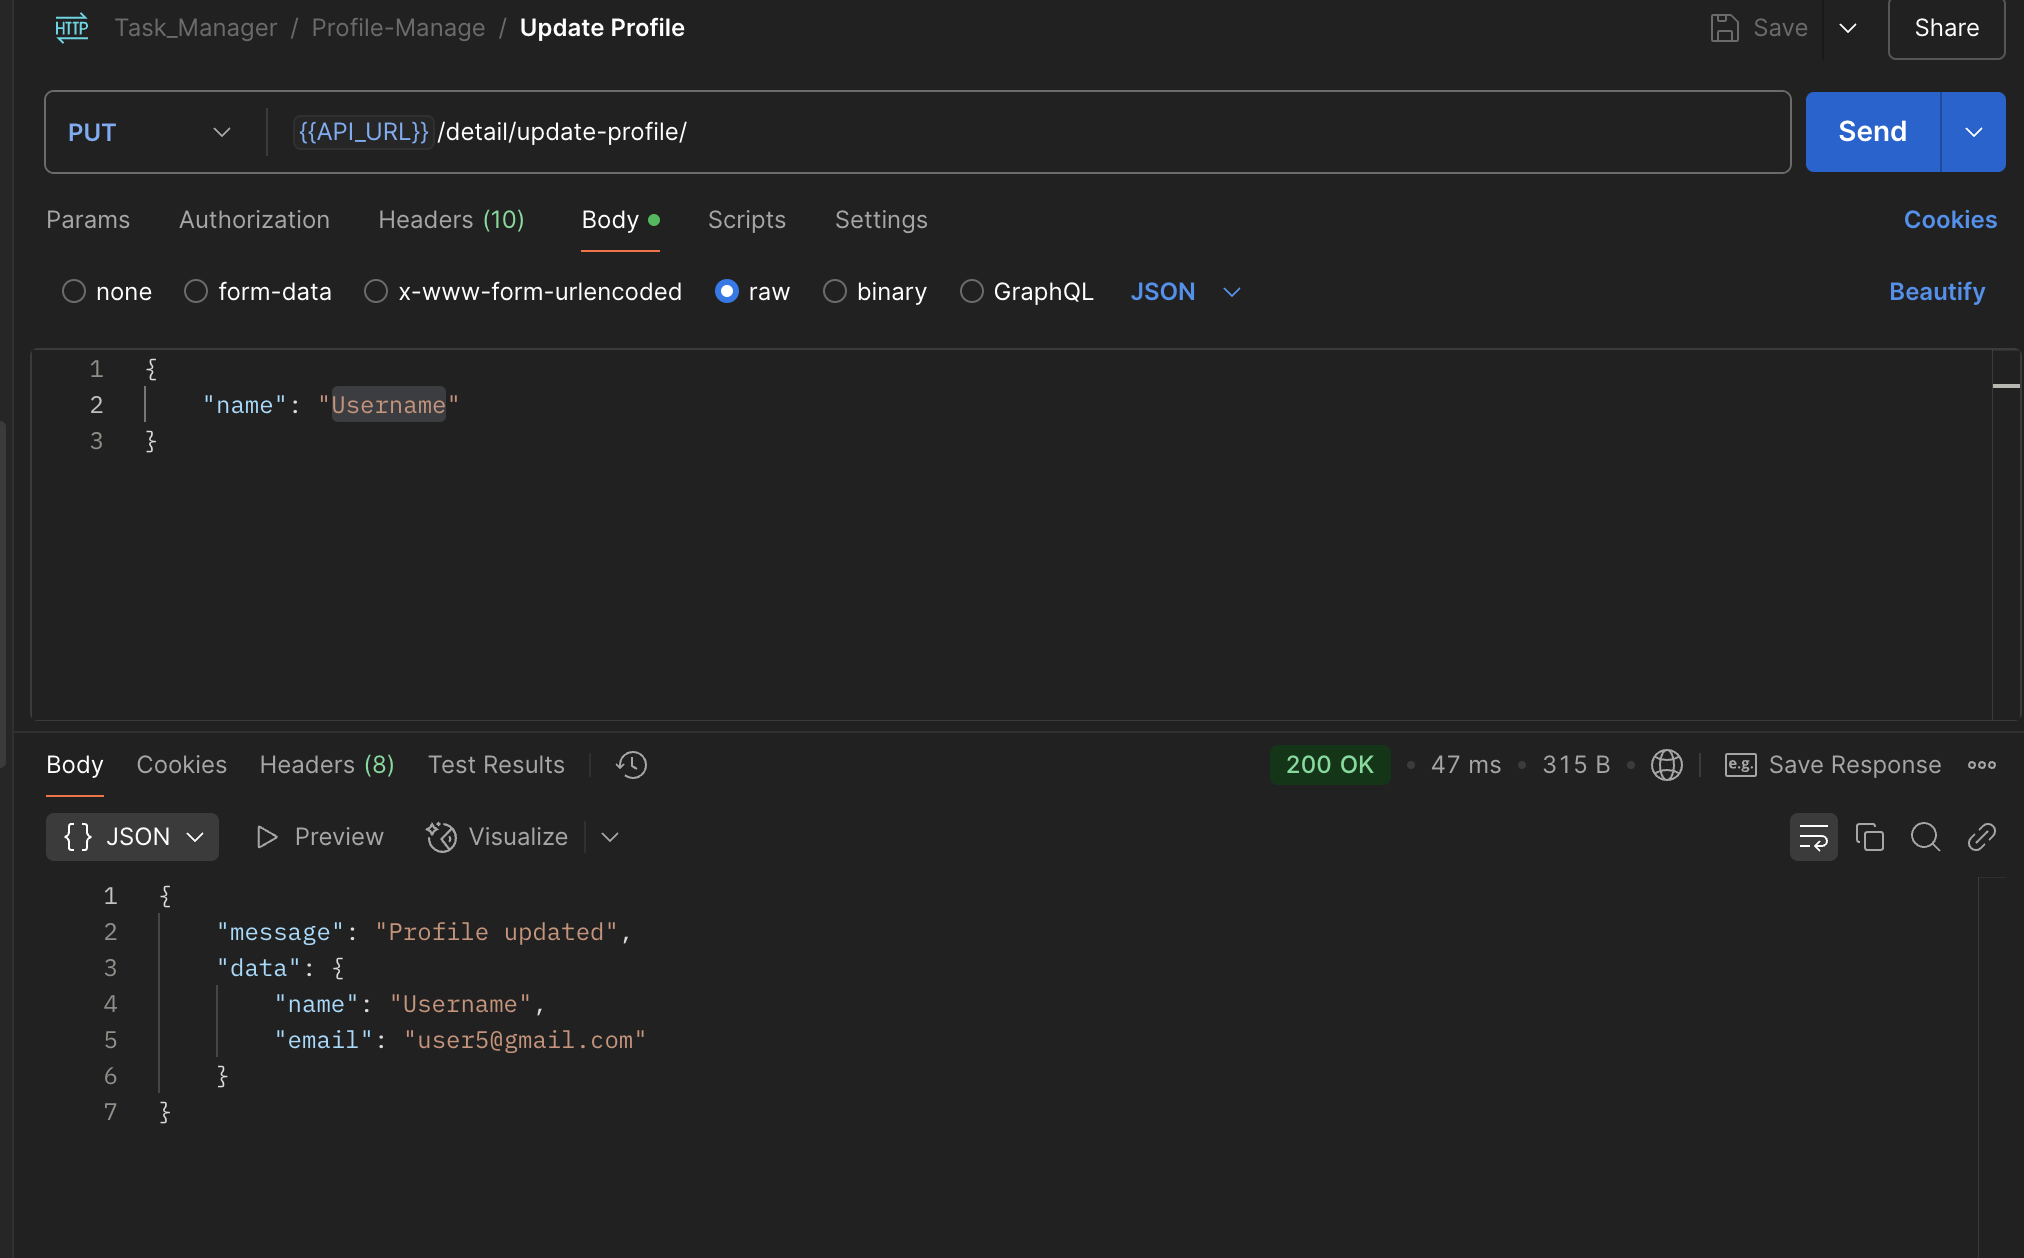 HTTP Task_Manager / Profile-Manage / Update Profile Save Share
PUT {{API_URL}} /detail/update-profile/ Send
Params Authorization Headers (10) Body Scripts Settings Cookies
none form-data x-www-form-urlencoded raw binary GraphQL JSON Beautify
1 {
2 "name": "Username"
3 }
Body Cookies Headers (8) Test Results 200 OK • 47 ms • 315 B • e.g. Save Response
{} JSON Preview Visualize
1 {
2 "message": "Profile updated",
3 "data": {
4 "name": "Username",
5 "email": "user5@gmail.com"
6 }
7 }